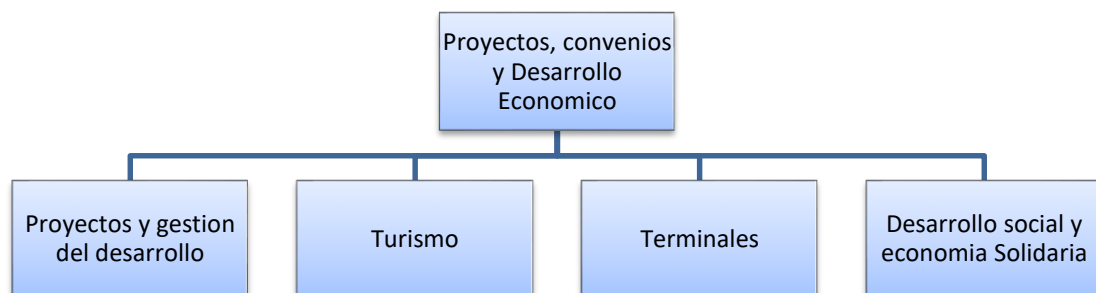 Proyectos, convenios
y Desarrollo
Economico
Proyectos y gestion
del desarrollo
Turismo
Terminales
Desarrollo social y
economia Solidaria